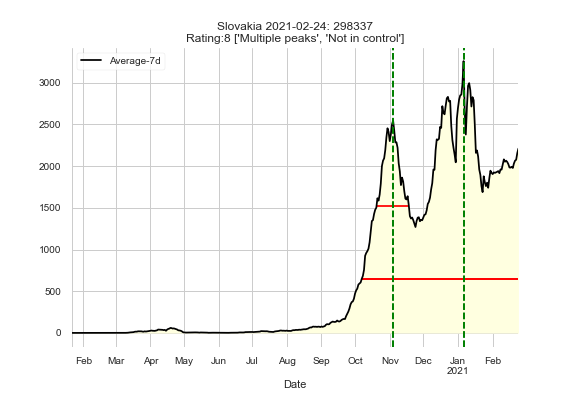 Slovakia 2021-02-24: 298337
Rating:8 ['Multiple peaks', 'Not in control']
Average-7d
3000
2500
2000
1500
1000
500
0
Feb Mar Apr May Jun Jul Aug Sep Oct Nov Dec Jan Feb
2021
Date